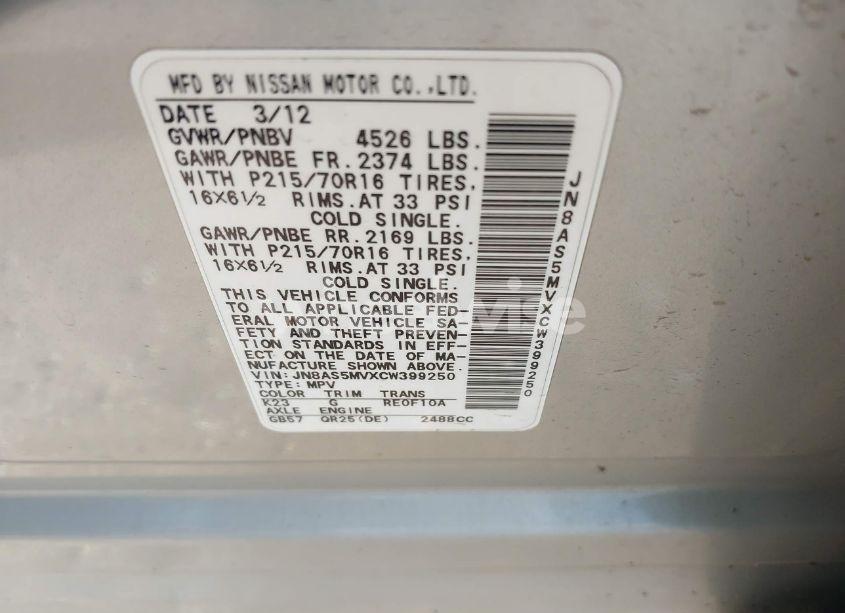 MFD BY NISSAN MOTOR CO.,LTD.
DATE 3/12
GVWR/PNBV 4526 LBS.
GAWR/PNBE FR.2374 LBS.
WITH P215/70R16 TIRES,
16X6½ RIMS.AT 33 PSI
COLD SINGLE.
GAWR/PNBE RR.2169 LBS.
WITH P215/70R16 TIRES,
16X6½ RIMS.AT 33 PSI
COLD SINGLE.
THIS VEHICLE CONFORMS
TO ALL APPLICABLE FED-
ERAL MOTOR VEHICLE SA-
FETY AND THEFT PREVEN-
TION STANDARDS IN EFF-
ECT ON THE DATE OF MA-
NUFACTURE SHOWN ABOVE.
VIN: JN8AS5MVXCW399250
TYPE: MPV
COLOR TRIM TRANS
K23 G RE0F10A
AXLE ENGINE
GB57 QR25(DE) 2488CC
JN8AS5MVXCW399250